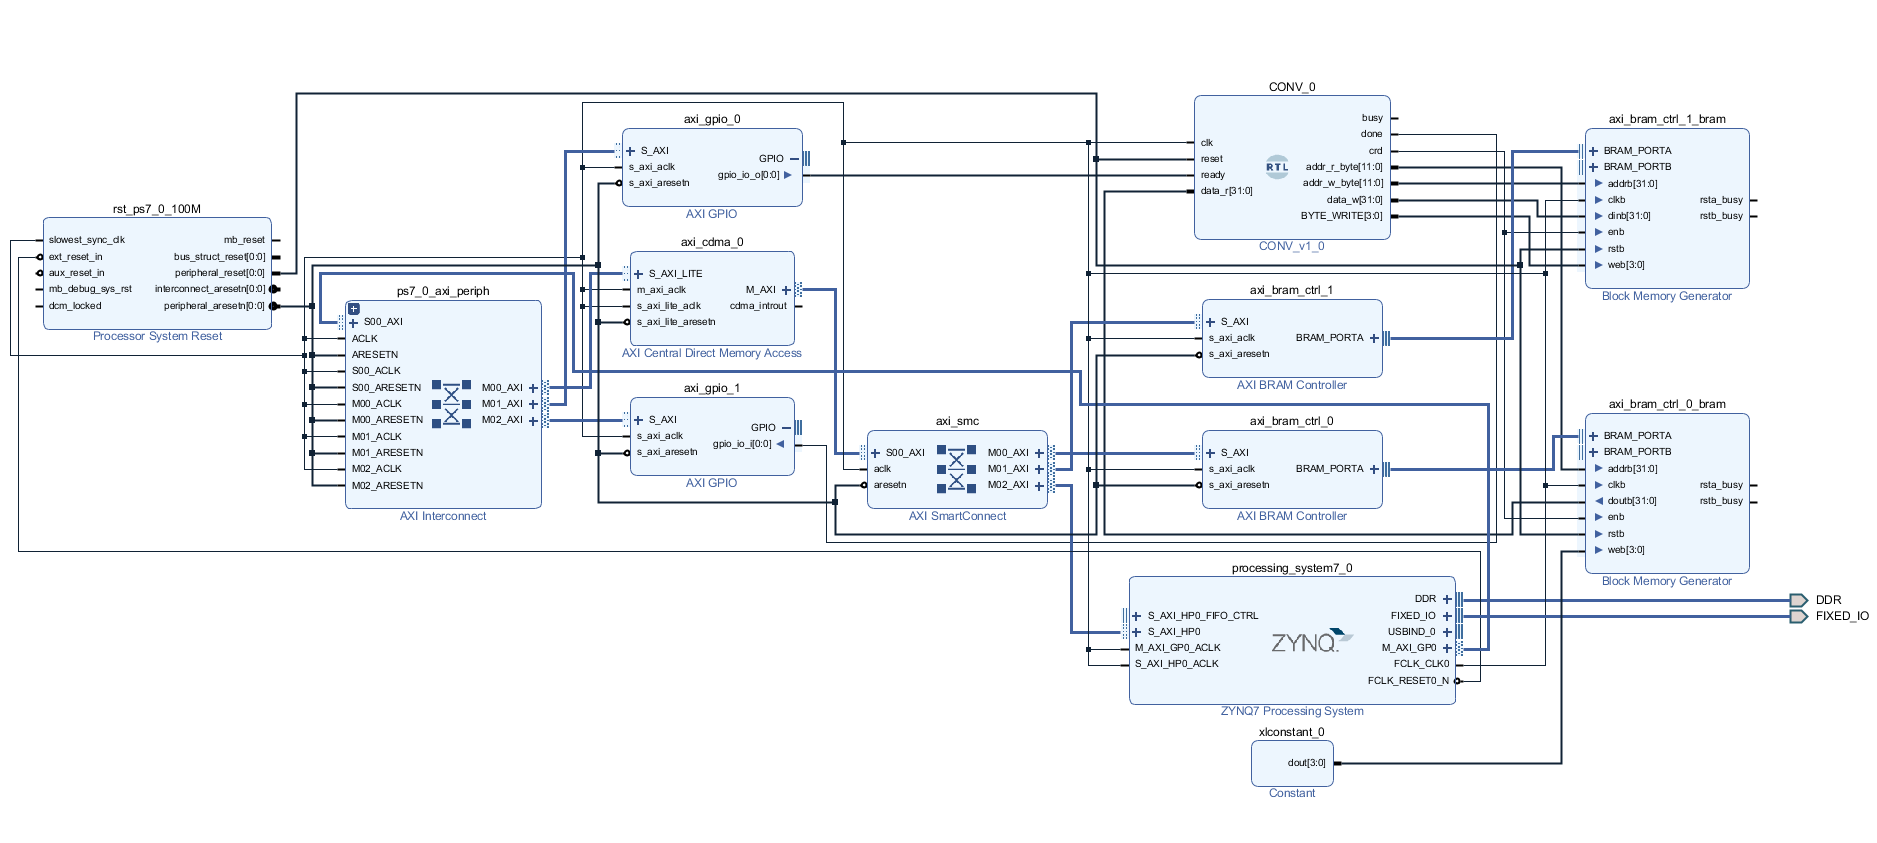 rst_ps7_0_100M
slowest_sync_clk
ext_reset_in
aux_reset_in
mb_debug_sys_rst
dcm_locked
mb_reset
bus_struct_reset[0:0]
peripheral_reset[0:0]
interconnect_aresetn[0:0]
peripheral_aresetn[0:0]
Processor System Reset
ps7_0_axi_periph
S00_AXI
ACLK
ARESETN
S00_ACLK
S00_ARESETN
M00_ACLK
M00_ARESETN
M01_ACLK
M01_ARESETN
M02_ACLK
M02_ARESETN
M00_AXI
M01_AXI
M02_AXI
AXI Interconnect
axi_gpio_0
S_AXI
s_axi_aclk
s_axi_aresetn
GPIO
gpio_io_o[0:0]
AXI GPIO
axi_cdma_0
S_AXI_LITE
m_axi_aclk
s_axi_lite_aclk
s_axi_lite_aresetn
M_AXI
cdma_introut
AXI Central Direct Memory Access
axi_gpio_1
S_AXI
s_axi_aclk
s_axi_aresetn
GPIO
gpio_io_i[0:0]
AXI GPIO
axi_smc
S00_AXI
aclk
aresetn
M00_AXI
M01_AXI
M02_AXI
AXI SmartConnect
CONV_0
clk
reset
ready
data_r[31:0]
RTL
busy
done
crd
addr_r_byte[11:0]
addr_w_byte[11:0]
data_w[31:0]
BYTE_WRITE[3:0]
CONV_v1_0
axi_bram_ctrl_1
S_AXI
s_axi_aclk
s_axi_aresetn
BRAM_PORTA
AXI BRAM Controller
axi_bram_ctrl_0
S_AXI
s_axi_aclk
s_axi_aresetn
BRAM_PORTA
AXI BRAM Controller
processing_system7_0
S_AXI_HP0_FIFO_CTRL
S_AXI_HP0
M_AXI_GP0_ACLK
S_AXI_HP0_ACLK
ZYNQ
DDR
FIXED_IO
USBIND_0
M_AXI_GP0
FCLK_CLK0
FCLK_RESET0_N
ZYNQ7 Processing System
xlconstant_0
dout[3:0]
Constant
axi_bram_ctrl_1_bram
BRAM_PORTA
BRAM_PORTB
addrb[31:0]
clkb
dinb[31:0]
enb
rstb
web[3:0]
rsta_busy
rstb_busy
Block Memory Generator
axi_bram_ctrl_0_bram
BRAM_PORTA
BRAM_PORTB
addrb[31:0]
clkb
doutb[31:0]
enb
rstb
web[3:0]
rsta_busy
rstb_busy
Block Memory Generator
DDR
FIXED_IO